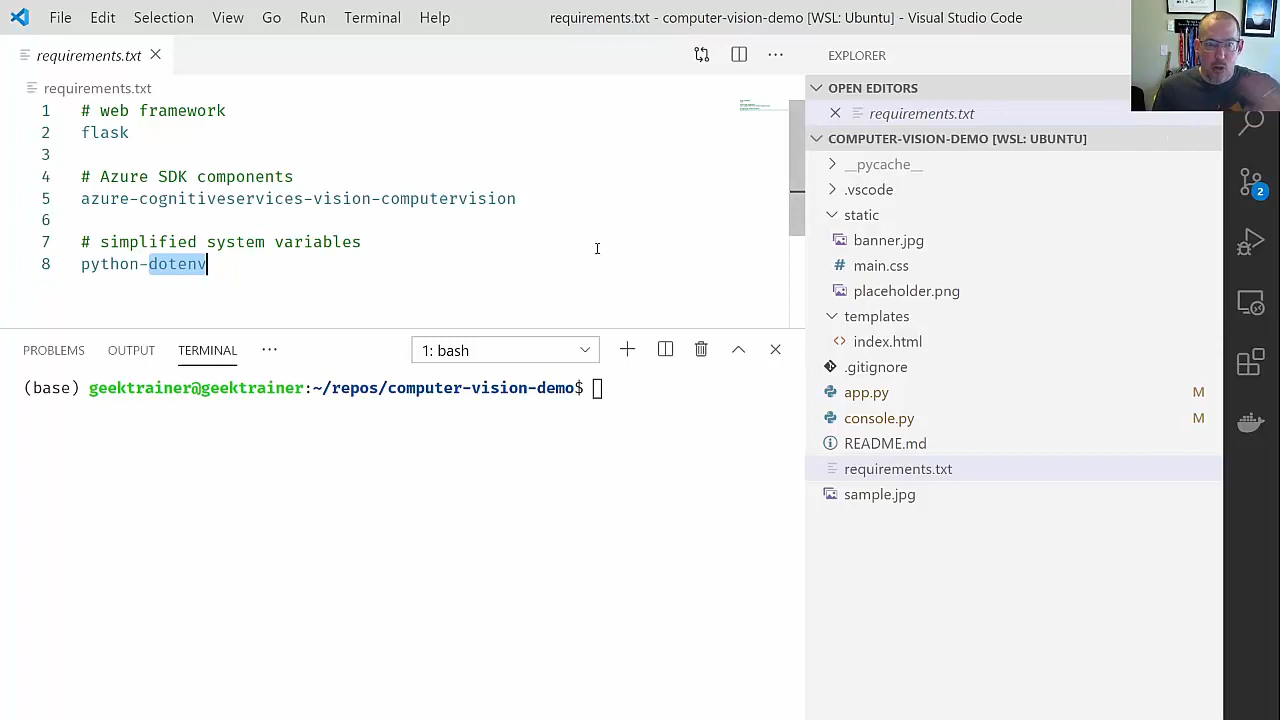 File Edit Selection View Go Run Terminal Help requirements.txt - computer-vision-demo [WSL: Ubuntu] - Visual Studio Code
requirements.txt
requirements.txt
1 # web framework
2 flask
3
4 # Azure SDK components
5 azure-cognitiveservices-vision-computervision
6
7 # simplified system variables
8 python-dotenv
PROBLEMS OUTPUT TERMINAL ··· 1: bash
(base) geektrainer@geektrainer:~/repos/computer-vision-demo$
EXPLORER
OPEN EDITORS
requirements.txt
COMPUTER-VISION-DEMO [WSL: UBUNTU]
__pycache__
.vscode
static
banner.jpg
# main.css
placeholder.png
templates
<> index.html
.gitignore
app.py M
console.py M
README.md
requirements.txt
sample.jpg
2